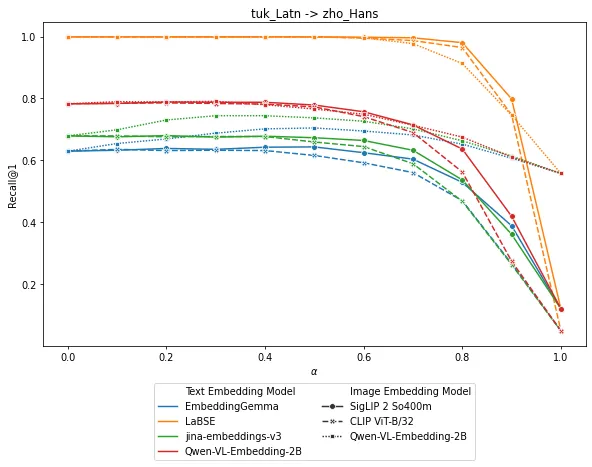 tuk_Latn -> zho_Hans
Recall@1
1.0
0.8
0.6
0.4
0.2
0.0 0.2 0.4 0.6 0.8 1.0
α
Text Embedding Model Image Embedding Model
EmbeddingGemma SigLIP 2 So400m
LaBSE CLIP ViT-B/32
jina-embeddings-v3 Qwen-VL-Embedding-2B
Qwen-VL-Embedding-2B